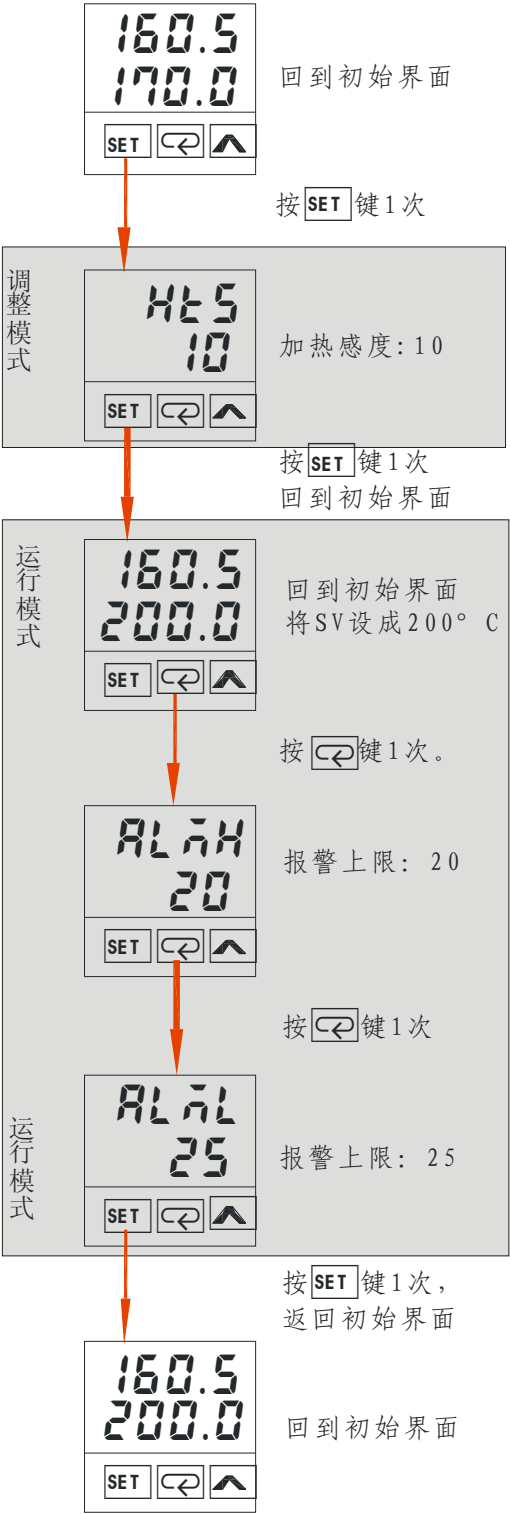 160.5
170.0
回到初始界面
SET
按SET键1次
调整模式
HtS
10
加热感度:10
SET
按SET键1次
回到初始界面
运行模式
160.5
200.0
回到初始界面
将SV设成200°C
SET
按键1次。
ALmH
20
报警上限: 20
SET
按键1次
运行模式
ALmL
25
报警上限: 25
SET
按SET键1次,
返回初始界面
160.5
200.0
回到初始界面
SET